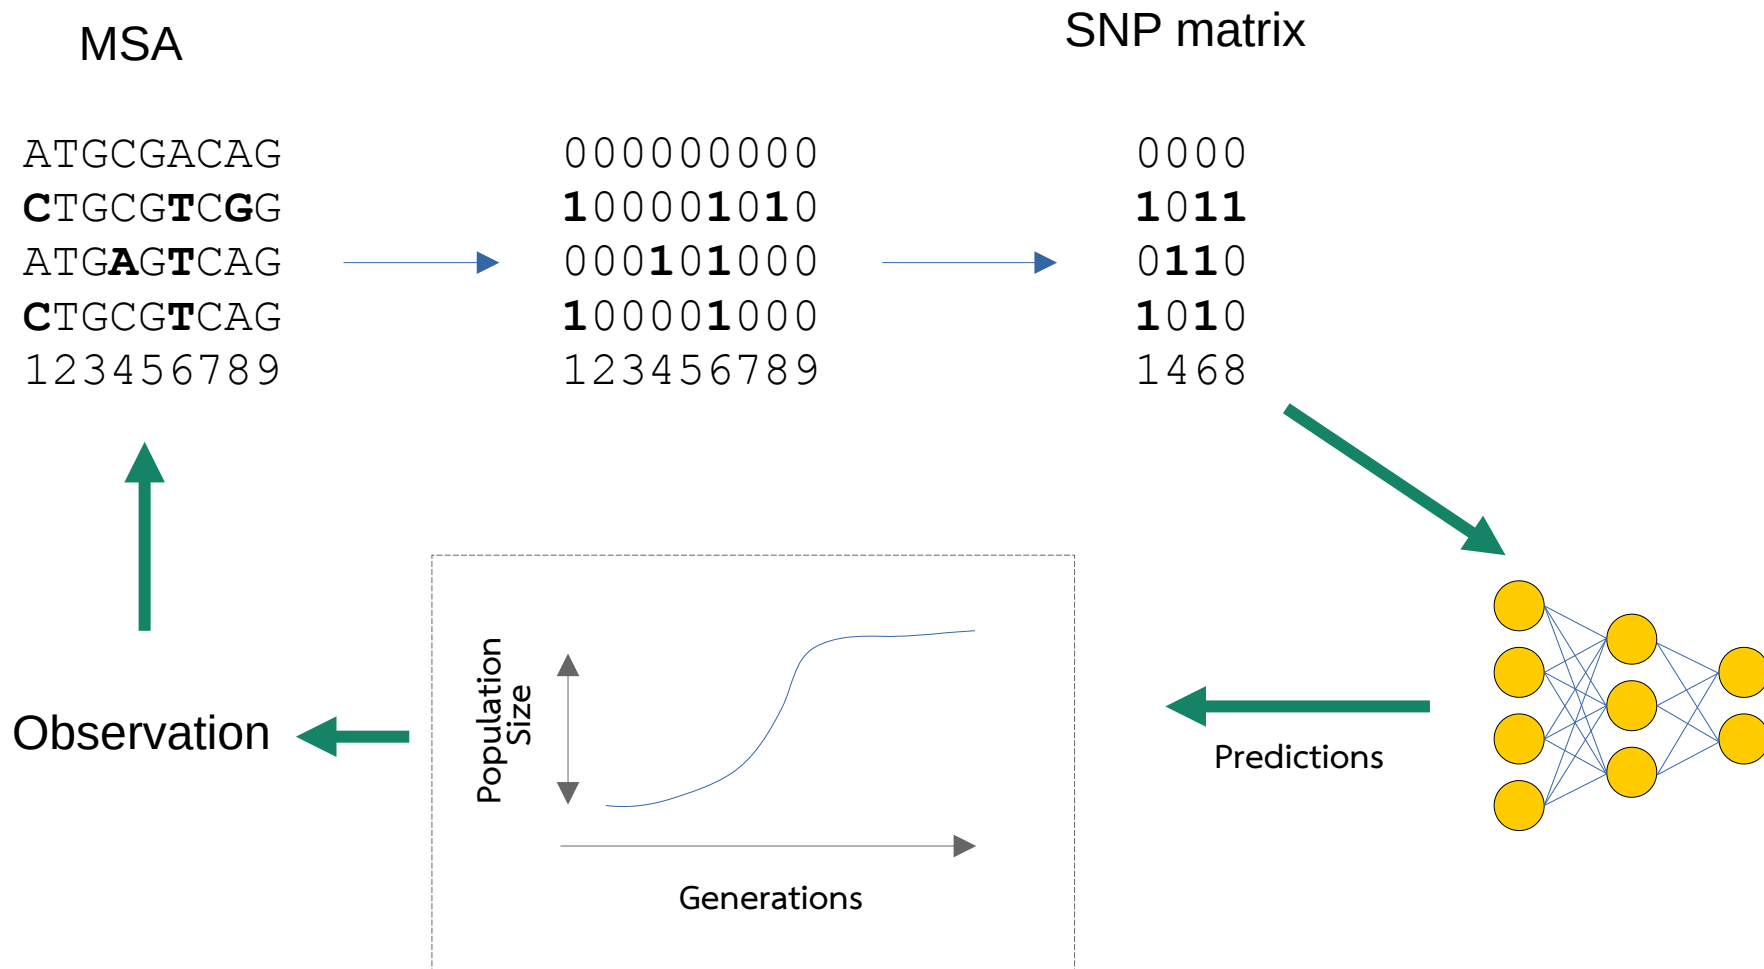 MSA
SNP matrix
ATGCGACAG
CTGCGTCGG
ATGAGTCAG
CTGCGTCAG
123456789
000000000
100001010
000101000
100001000
123456789
0000
1011
0110
1010
1468
Observation
Population
Size
Generations
Predictions